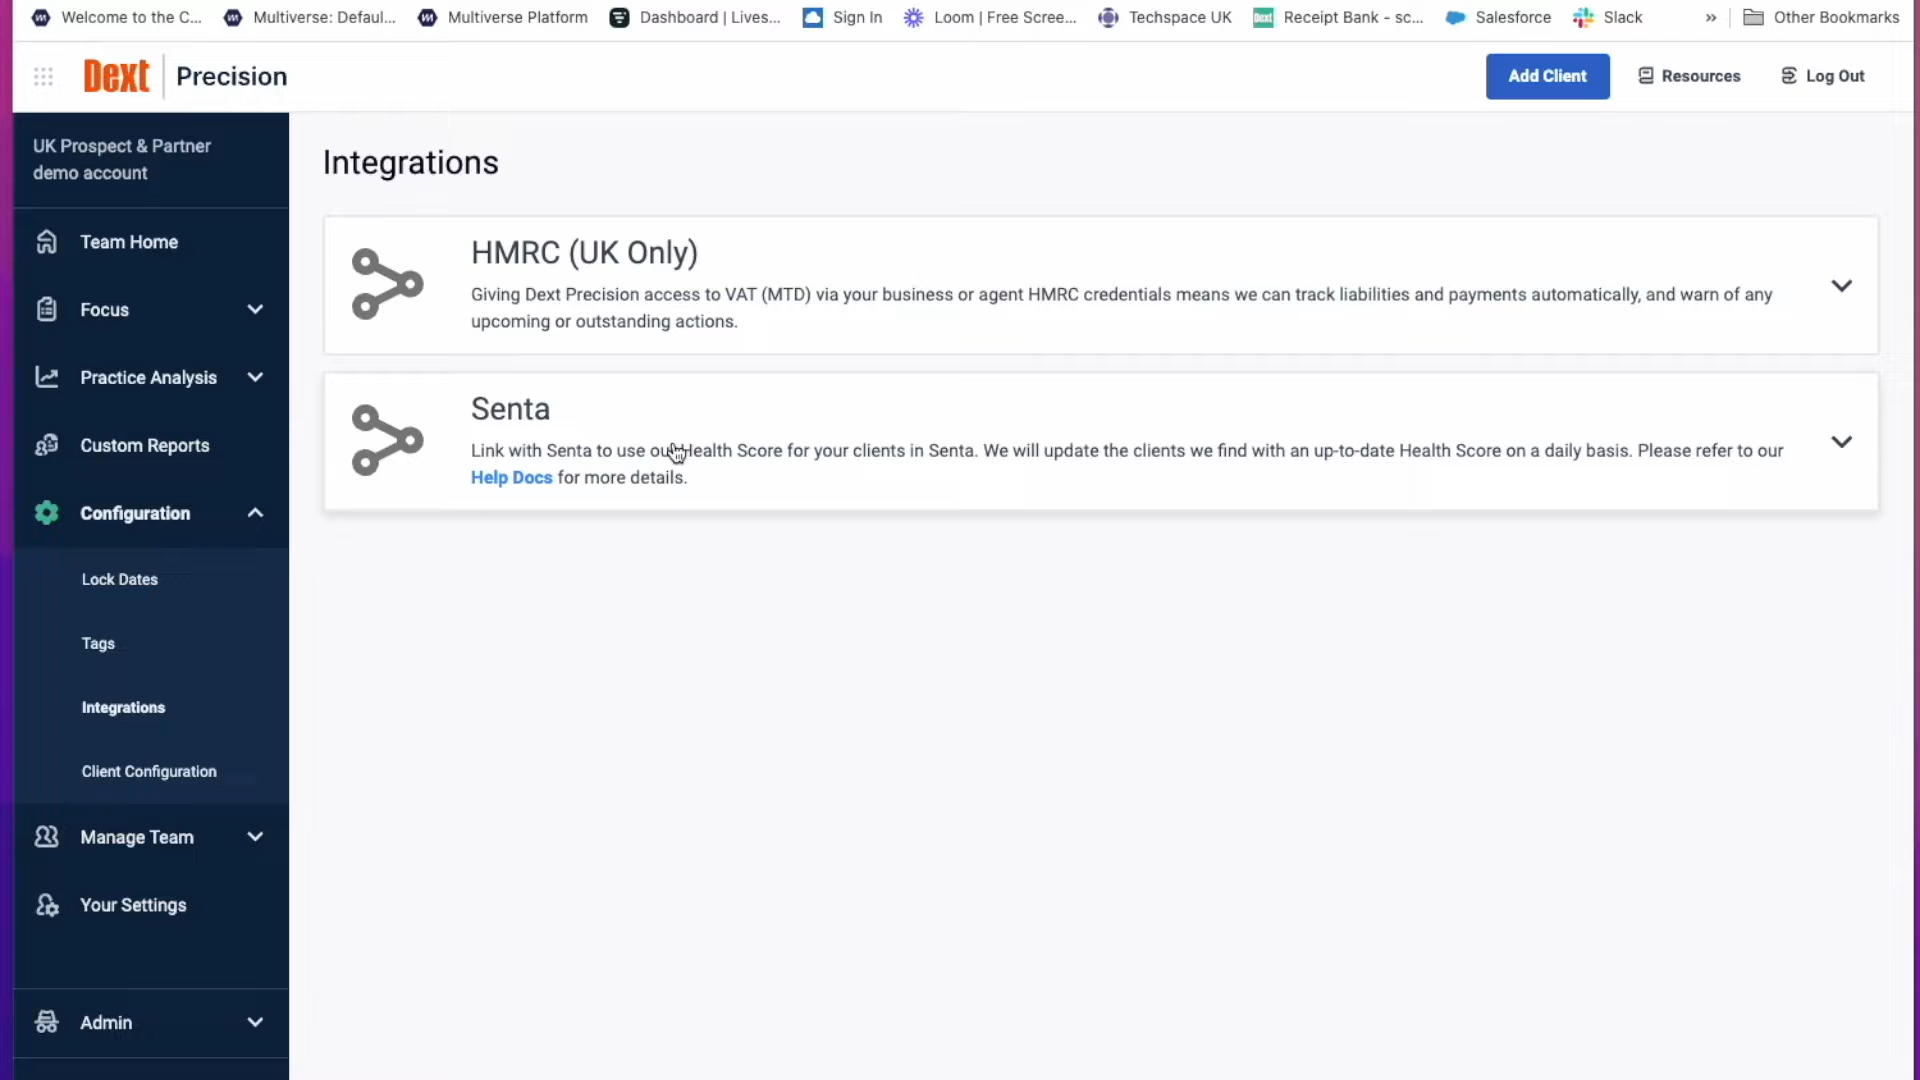 Welcome to the C... Multiverse: Defaul... Multiverse Platform Dashboard | Lives... Sign In Loom | Free Scree... Techspace UK Dext Receipt Bank - sc... Salesforce Slack » Other Bookmarks
Dext Precision Add Client Resources Log Out
UK Prospect & Partner
demo account
Team Home
Focus
Practice Analysis
Custom Reports
Configuration
Lock Dates
Tags
Integrations
Client Configuration
Manage Team
Your Settings
Admin
Integrations
HMRC (UK Only)
Giving Dext Precision access to VAT (MTD) via your business or agent HMRC credentials means we can track liabilities and payments automatically, and warn of any
upcoming or outstanding actions.
Senta
Link with Senta to use our Health Score for your clients in Senta. We will update the clients we find with an up-to-date Health Score on a daily basis. Please refer to our
Help Docs for more details.